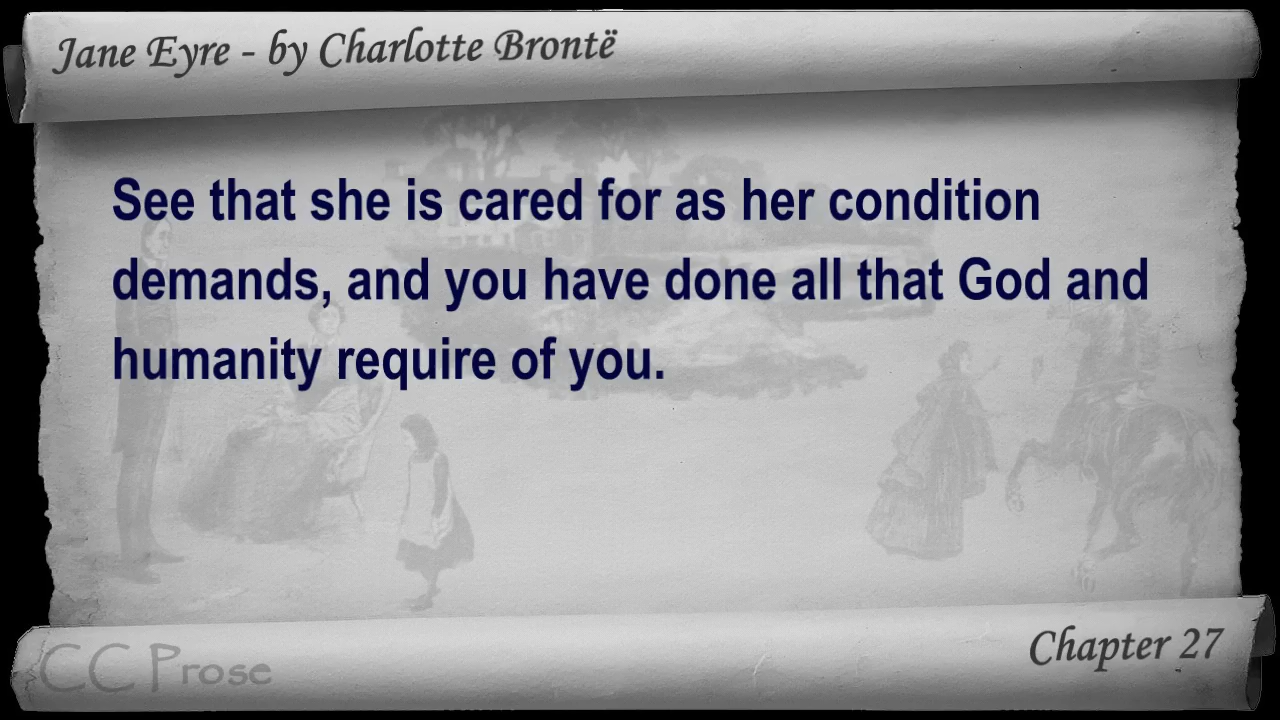 Jane Eyre - by Charlotte Brontë
See that she is cared for as her condition
demands, and you have done all that God and
humanity require of you.
Chapter 27
CC Prose